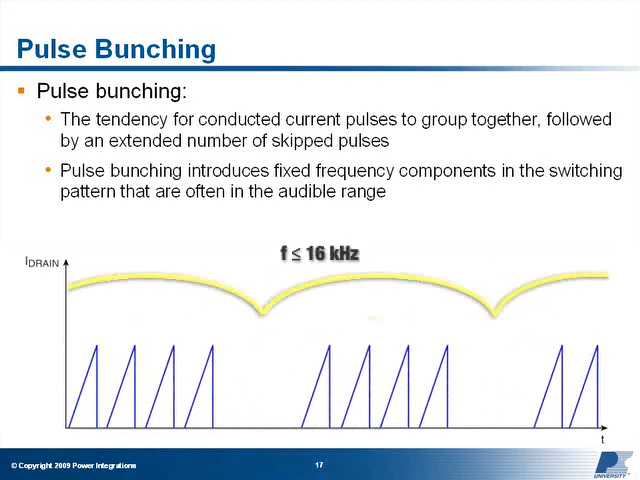 Pulse Bunching
Pulse bunching:
The tendency for conducted current pulses to group together, followed
by an extended number of skipped pulses
Pulse bunching introduces fixed frequency components in the switching
pattern that are often in the audible range
f ≤ 16 kHz
IDRAIN
t
© Copyright 2009 Power Integrations
17
UNIVERSITY